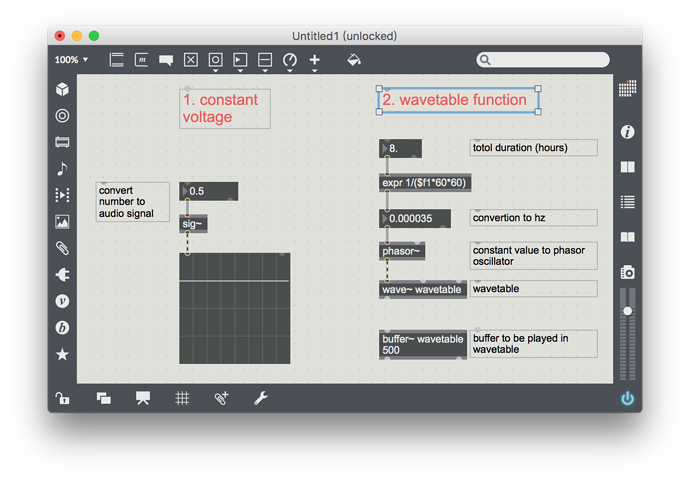 Untitled1 (unlocked)
100%
1. constant
voltage
2. wavetable function
8.
totol duration (hours)
expr 1/($f1*60*60)
convert
number to
audio signal
0.5
sig~
0.000035
convertion to hz
phasor~
constant value to phasor
oscillator
wave~ wavetable
wavetable
buffer~ wavetable
500
buffer to be played in
wavetable